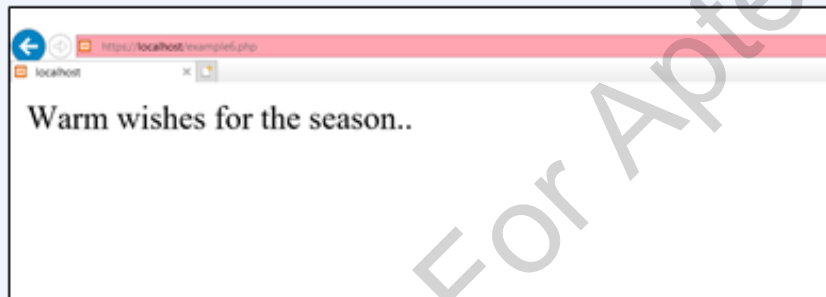 https://localhost/example6.php
localhost
Warm wishes for the season..
For Apte